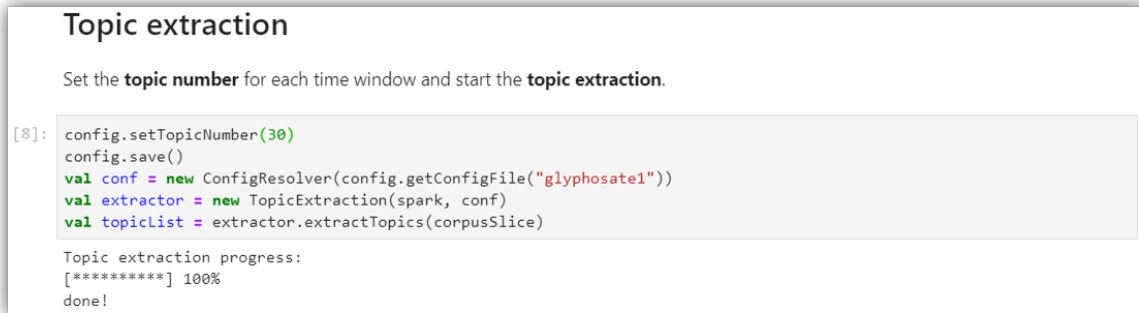 Topic extraction
Set the topic number for each time window and start the topic extraction.
[8]: config.setTopicNumber(30)
config.save()
val conf = new ConfigResolver(config.getConfigFile("glyphosate1"))
val extractor = new TopicExtraction(spark, conf)
val topicList = extractor.extractTopics(corpusSlice)
Topic extraction progress:
[**********] 100%
done!